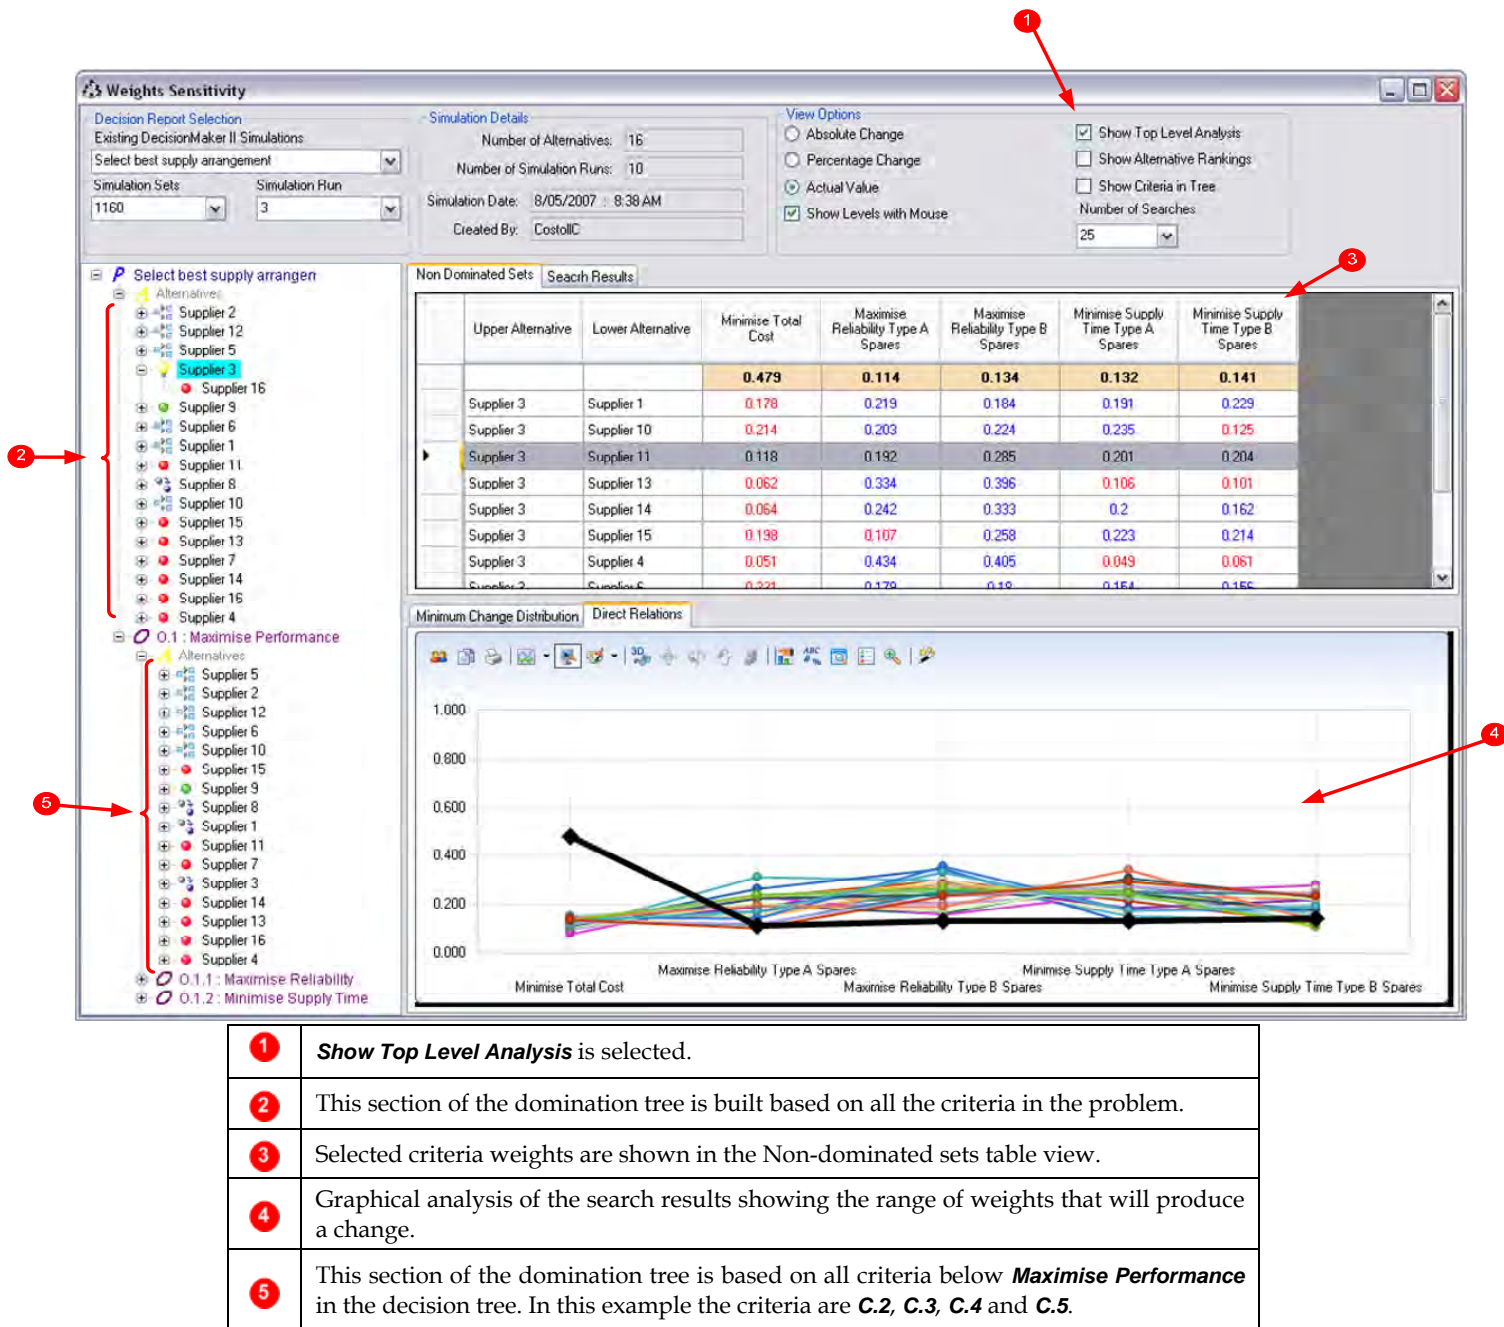 1
Weights Sensitivity
Decision Report Selection
Existing DecisionMaker II Simulations
Select best supply arrangement
Simulation Sets
Simulation Run
1160
3
Simulation Details
Number of Alternatives: 16
Number of Simulation Runs: 10
Simulation Date: 8/05/2007 : 8:38 AM
Created By: CostollC
View Options
Absolute Change
Percentage Change
Actual Value
Show Levels with Mouse
Show Top Level Analysis
Show Alternative Rankings
Show Criteria in Tree
Number of Searches
25
2
P Select best supply arrangen
Alternatives
Supplier 2
Supplier 12
Supplier 5
Supplier 3
Supplier 16
Supplier 9
Supplier 6
Supplier 1
Supplier 11
Supplier 8
Supplier 10
Supplier 15
Supplier 13
Supplier 7
Supplier 14
Supplier 16
Supplier 4
5
O.1 : Maximise Performance
Alternatives
Supplier 5
Supplier 2
Supplier 12
Supplier 6
Supplier 10
Supplier 15
Supplier 9
Supplier 8
Supplier 1
Supplier 11
Supplier 7
Supplier 3
Supplier 14
Supplier 13
Supplier 16
Supplier 4
O.1.1 : Maximise Reliability
O.1.2 : Minimise Supply Time
3
Non Dominated Sets Seacrh Results
Upper Alternative Lower Alternative Minimise Total Cost Maximise Reliability Type A Spares Maximise Reliability Type B Spares Minimise Supply Time Type A Spares Minimise Supply Time Type B Spares
0.479 0.114 0.134 0.132 0.141
Supplier 3 Supplier 1 0.178 0.219 0.184 0.191 0.229
Supplier 3 Supplier 10 0.214 0.203 0.224 0.235 0.125
Supplier 3 Supplier 11 0.118 0.192 0.285 0.201 0.204
Supplier 3 Supplier 13 0.062 0.334 0.396 0.106 0.101
Supplier 3 Supplier 14 0.064 0.242 0.333 0.2 0.162
Supplier 3 Supplier 15 0.198 0.107 0.258 0.223 0.214
Supplier 3 Supplier 4 0.051 0.434 0.405 0.049 0.061
Supplier 3 Supplier 6 0.221 0.179 0.19 0.154
Minimum Change Distribution Direct Relations
3D
ABC
4
1.000
0.800
0.600
0.400
0.200
0.000
Maximise Reliability Type A Spares Minimise Supply Time Type A Spares
Minimise Total Cost Maximise Reliability Type B Spares Minimise Supply Time Type B Spares
1 Show Top Level Analysis is selected.
2 This section of the domination tree is built based on all the criteria in the problem.
3 Selected criteria weights are shown in the Non-dominated sets table view.
4 Graphical analysis of the search results showing the range of weights that will produce
a change.
5 This section of the domination tree is based on all criteria below Maximise Performance
in the decision tree. In this example the criteria are C.2, C.3, C.4 and C.5.